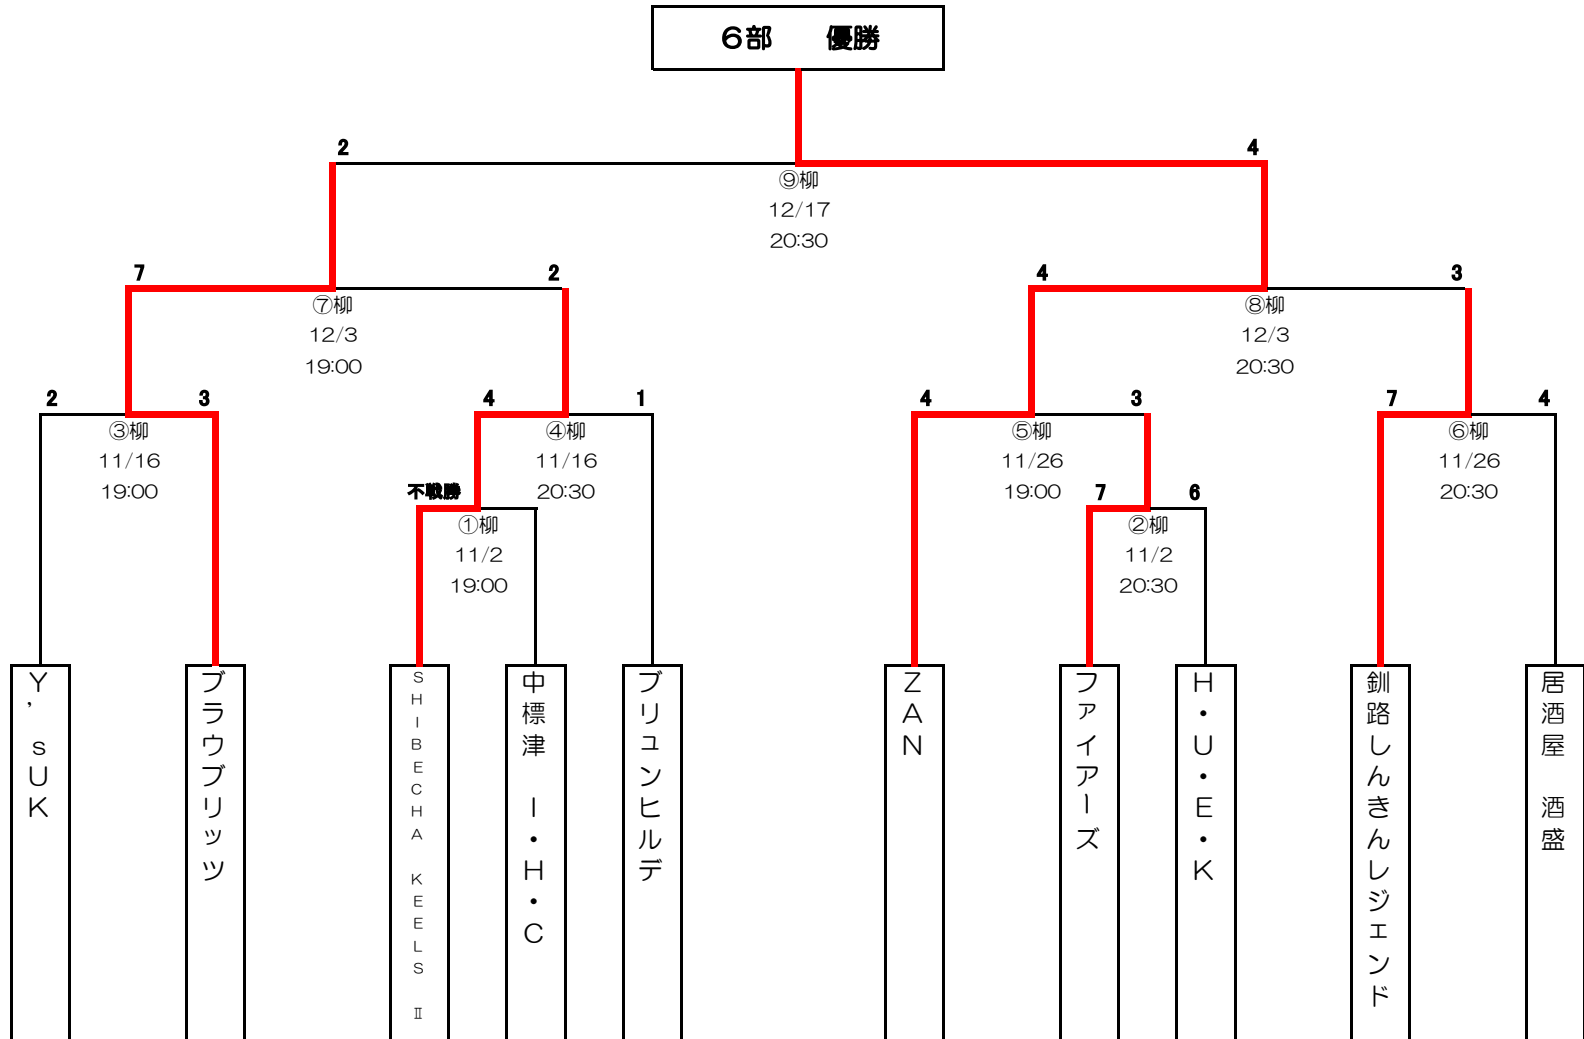 6部　優勝
2
4
⑨柳
12/17
20:30
7
2
4
3
⑦柳
12/3
19:00
⑧柳
12/3
20:30
2
3
4
1
4
3
7
4
③柳
11/16
19:00
④柳
11/16
20:30
⑤柳
11/26
19:00
⑥柳
11/26
20:30
不戦勝
7
6
①柳
11/2
19:00
②柳
11/2
20:30
Y’sUK
ブラウブリッツ
SHIBECHA KEELS Ⅱ
中標津　I・H・C
ブリュンヒルデ
ZAN
ファイアーズ
H・U・E・K
釧路しんきんレジェンド
居酒屋　酒盛